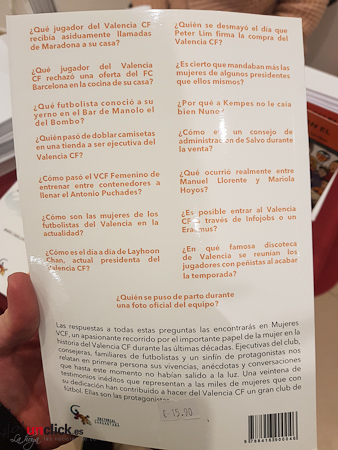 ¿Qué jugador del Valencia CF
recibía asiduamente llamadas
de Maradona a su casa?
¿Qué jugador del Valencia CF
rechazó una oferta del FC
Barcelona en la cocina de su casa?
¿Qué futbolista conoció a su
yerno en el Bar de Manolo el
del Bombo?
¿Quién pasó de doblar camisetas
en una tienda a ser ejecutiva del
Valencia CF?
¿Cómo pasó el VCF Femenino de
entrenar entre contenedores a
llenar el Antonio Puchades?
¿Cómo son las mujeres de los
futbolistas del Valencia en la
actualidad?
¿Cómo es el día a día de Layhoon
Chan, actual presidenta del
Valencia CF?
¿Quién se desmayó el día que
Peter Lim firma la compra del
Valencia CF?
¿Es cierto que mandaban más las
mujeres de algunos presidentes
que ellos mismos?
¿Por qué a Kempes no le caía
bien Nuno?
¿Cómo es un consejo de
administración de Salvo durante
la venta?
¿Qué ocurrió realmente entre
Manuel Llorente y Mariola
Hoyos?
¿Es posible entrar al Valencia
CF a través de Infojobs o un
Erasmus?
¿En qué famosa discoteca
de Valencia se reunían los
jugadores con peñistas al acabar
la temporada?
¿Quién se puso de parto durante
una foto oficial del equipo?
Las respuestas a todas estas preguntas las encontrarás en Mujeres
VCF, un apasionante recorrido por el importante papel de la mujer en la
historia del Valencia CF durante las últimas décadas. Ejecutivas del club,
consejeras, familiares de futbolistas y un sinfín de protagonistas nos
relatan en primera persona sus vivencias, anécdotas y conversaciones
que hasta este momento no habían salido a la luz. Una veintena de
testimonios inéditos que representan a las miles de mujeres que con
su dedicación han contribuido a hacer del Valencia CF un gran club de
fútbol. Ellas son las protagonistas.
€ 15,90
unclick.es
La hoya,